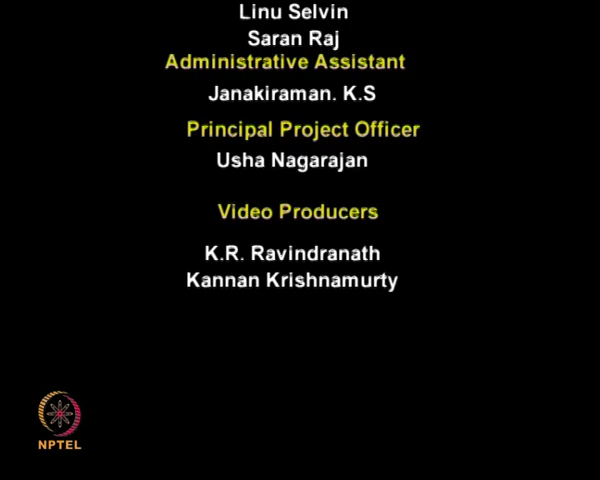 Linu Selvin
Saran Raj
Administrative Assistant
Janakiraman. K.S
Principal Project Officer
Usha Nagarajan
Video Producers
K.R. Ravindranath
Kannan Krishnamurty
NPTEL